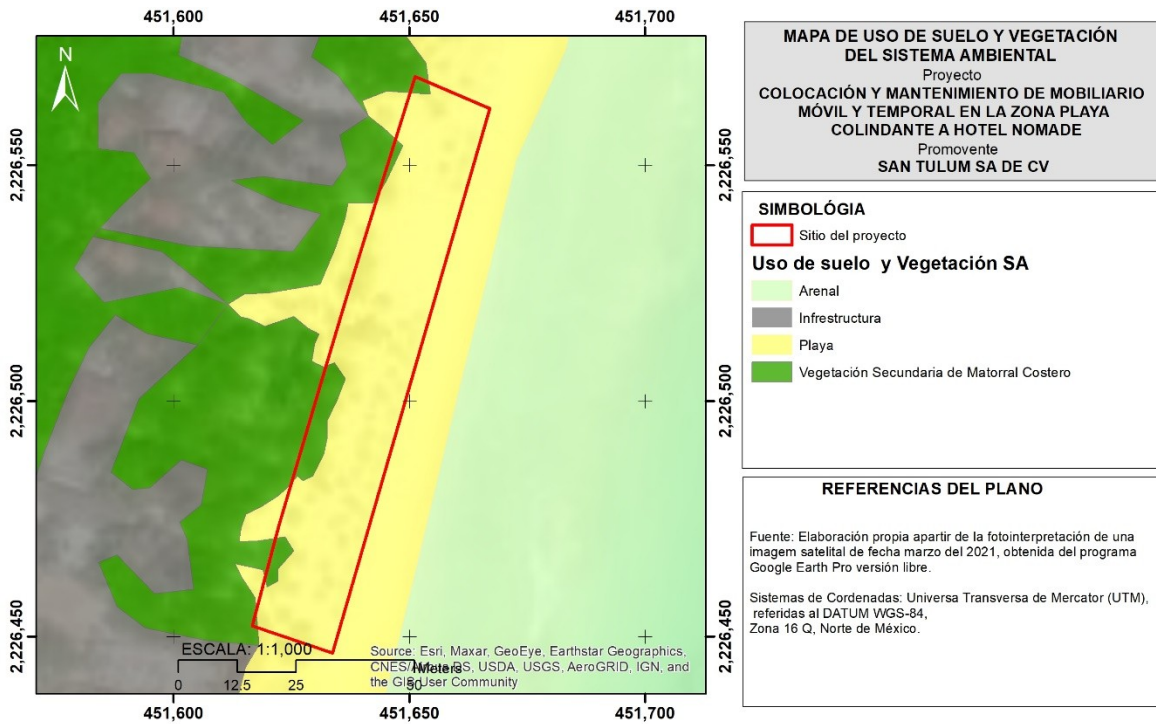 451,600
451,650
451,700
N
2,226,550
2,226,500
2,226,450
2,226,550
2,226,500
2,226,450
ESCALA: 1:1,000
Meters
0 12.5 25 50
Source: Esri, Maxar, GeoEye, Earthstar Geographics,
CNES/Airbus DS, USDA, USGS, AeroGRID, IGN, and
the GIS User Community
451,600
451,650
451,700
MAPA DE USO DE SUELO Y VEGETACIÓN
DEL SISTEMA AMBIENTAL
Proyecto
COLOCACIÓN Y MANTENIMIENTO DE MOBILIARIO
MÓVIL Y TEMPORAL EN LA ZONA PLAYA
COLINDANTE A HOTEL NOMADE
Promovente
SAN TULUM SA DE CV
SIMBOLÓGIA
Sitio del proyecto
Uso de suelo y Vegetación SA
Arenal
Infrestructura
Playa
Vegetación Secundaria de Matorral Costero
REFERENCIAS DEL PLANO
Fuente: Elaboración propia apartir de la fotointerpretación de una
imagen satelital de fecha marzo del 2021, obtenida del programa
Google Earth Pro versión libre.
Sistemas de Cordenadas: Universa Transversa de Mercator (UTM),
referidas al DATUM WGS-84,
Zona 16 Q, Norte de México.